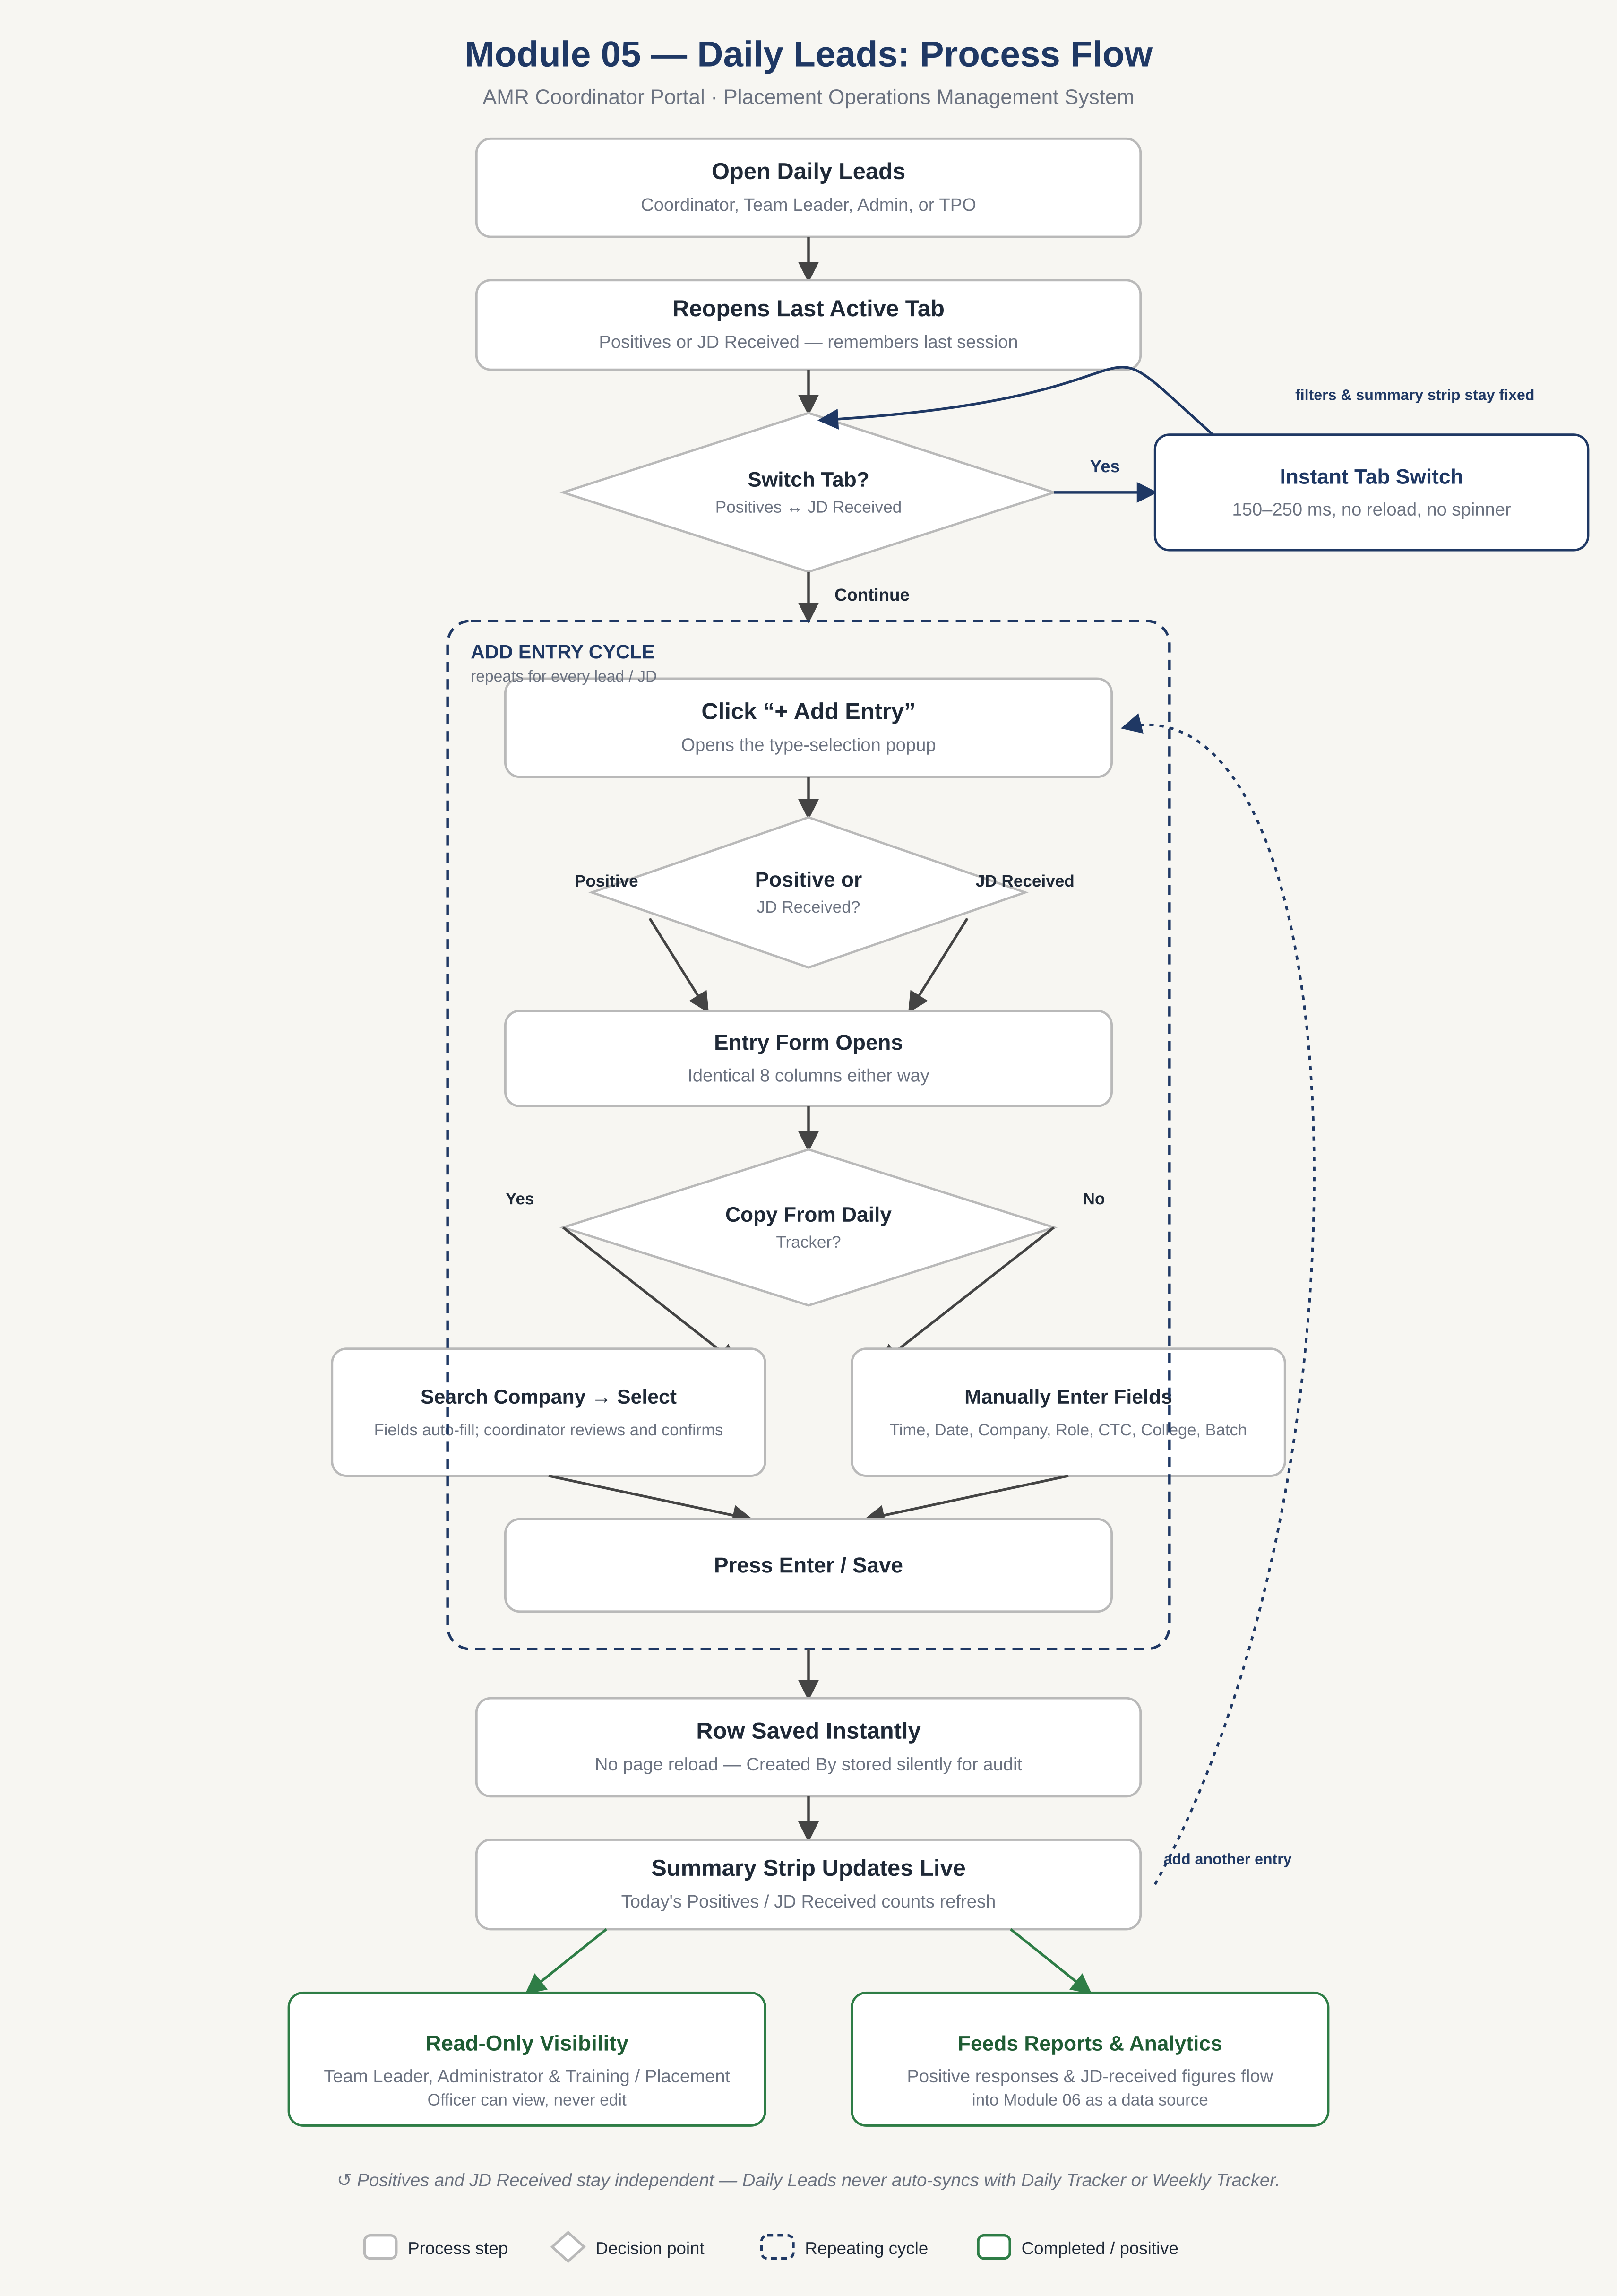 Module 05 — Daily Leads: Process Flow
AMR Coordinator Portal · Placement Operations Management System
Open Daily Leads
Coordinator, Team Leader, Admin, or TPO
Reopens Last Active Tab
Positives or JD Received — remembers last session
filters & summary strip stay fixed
Switch Tab?
Positives ↔ JD Received
Yes
Instant Tab Switch
150–250 ms, no reload, no spinner
Continue
ADD ENTRY CYCLE
repeats for every lead / JD
Click “+ Add Entry”
Opens the type-selection popup
Positive
Positive or
JD Received?
JD Received
Entry Form Opens
Identical 8 columns either way
Yes
No
Copy From Daily
Tracker?
Search Company → Select
Fields auto-fill; coordinator reviews and confirms
Manually Enter Fields
Time, Date, Company, Role, CTC, College, Batch
Press Enter / Save
Row Saved Instantly
No page reload — Created By stored silently for audit
Summary Strip Updates Live
Today's Positives / JD Received counts refresh
add another entry
Read-Only Visibility
Team Leader, Administrator & Training / Placement
Officer can view, never edit
Feeds Reports & Analytics
Positive responses & JD-received figures flow
into Module 06 as a data source
↺ Positives and JD Received stay independent — Daily Leads never auto-syncs with Daily Tracker or Weekly Tracker.
Process step
Decision point
Repeating cycle
Completed / positive